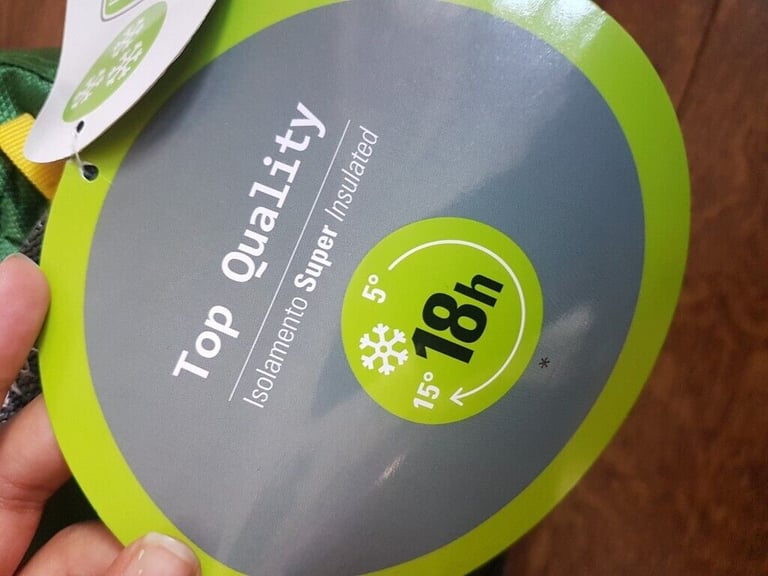 Top Quality
Isolamento Super Insulated
5°
18h
15°
*